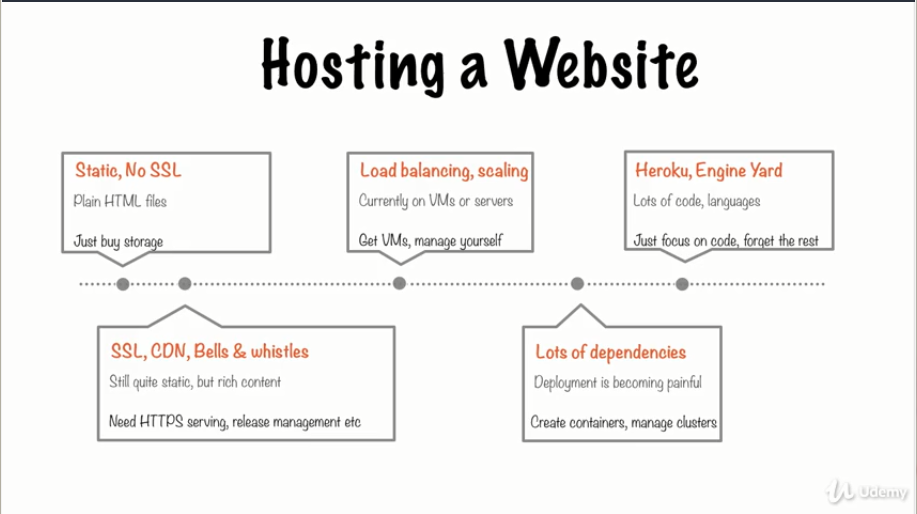 Hosting a Website
Static, No SSL
Plain HTML files
Just buy storage
Load balancing, scaling
Currently on VMs or servers
Get VMs, manage yourself
Heroku, Engine Yard
Lots of code, languages
Just focus on code, forget the rest
SSL, CDN, Bells & whistles
Still quite static, but rich content
Need HTTPS serving, release management etc
Lots of dependencies
Deployment is becoming painful
Create containers, manage clusters
Udemy